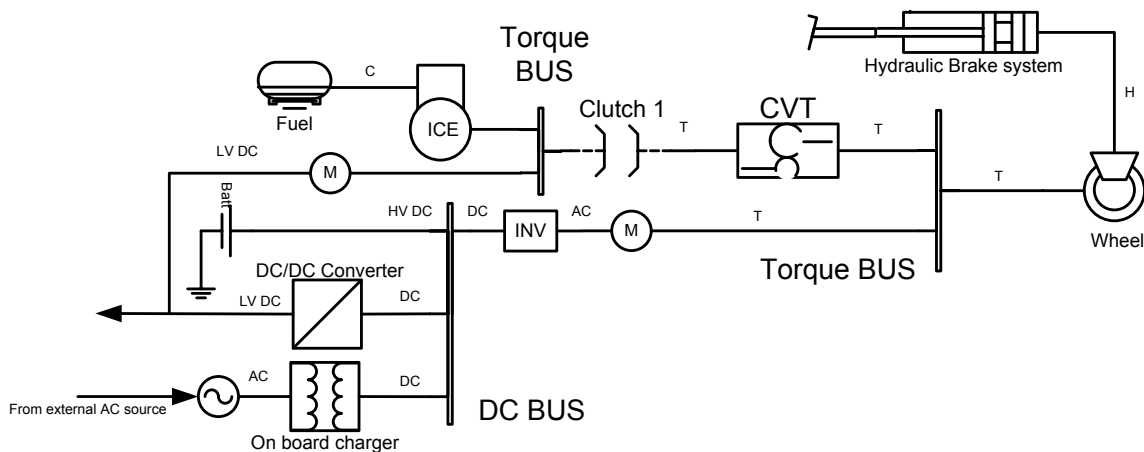 Torque
BUS
Hydraulic Brake system
C
Fuel
ICE
Clutch 1
T
CVT
T
H
LV DC
M
T
Wheel
Batt
HV DC
DC
INV
AC
M
T
Torque BUS
DC/DC Converter
LV DC
DC
From external AC source
AC
DC
On board charger
DC BUS